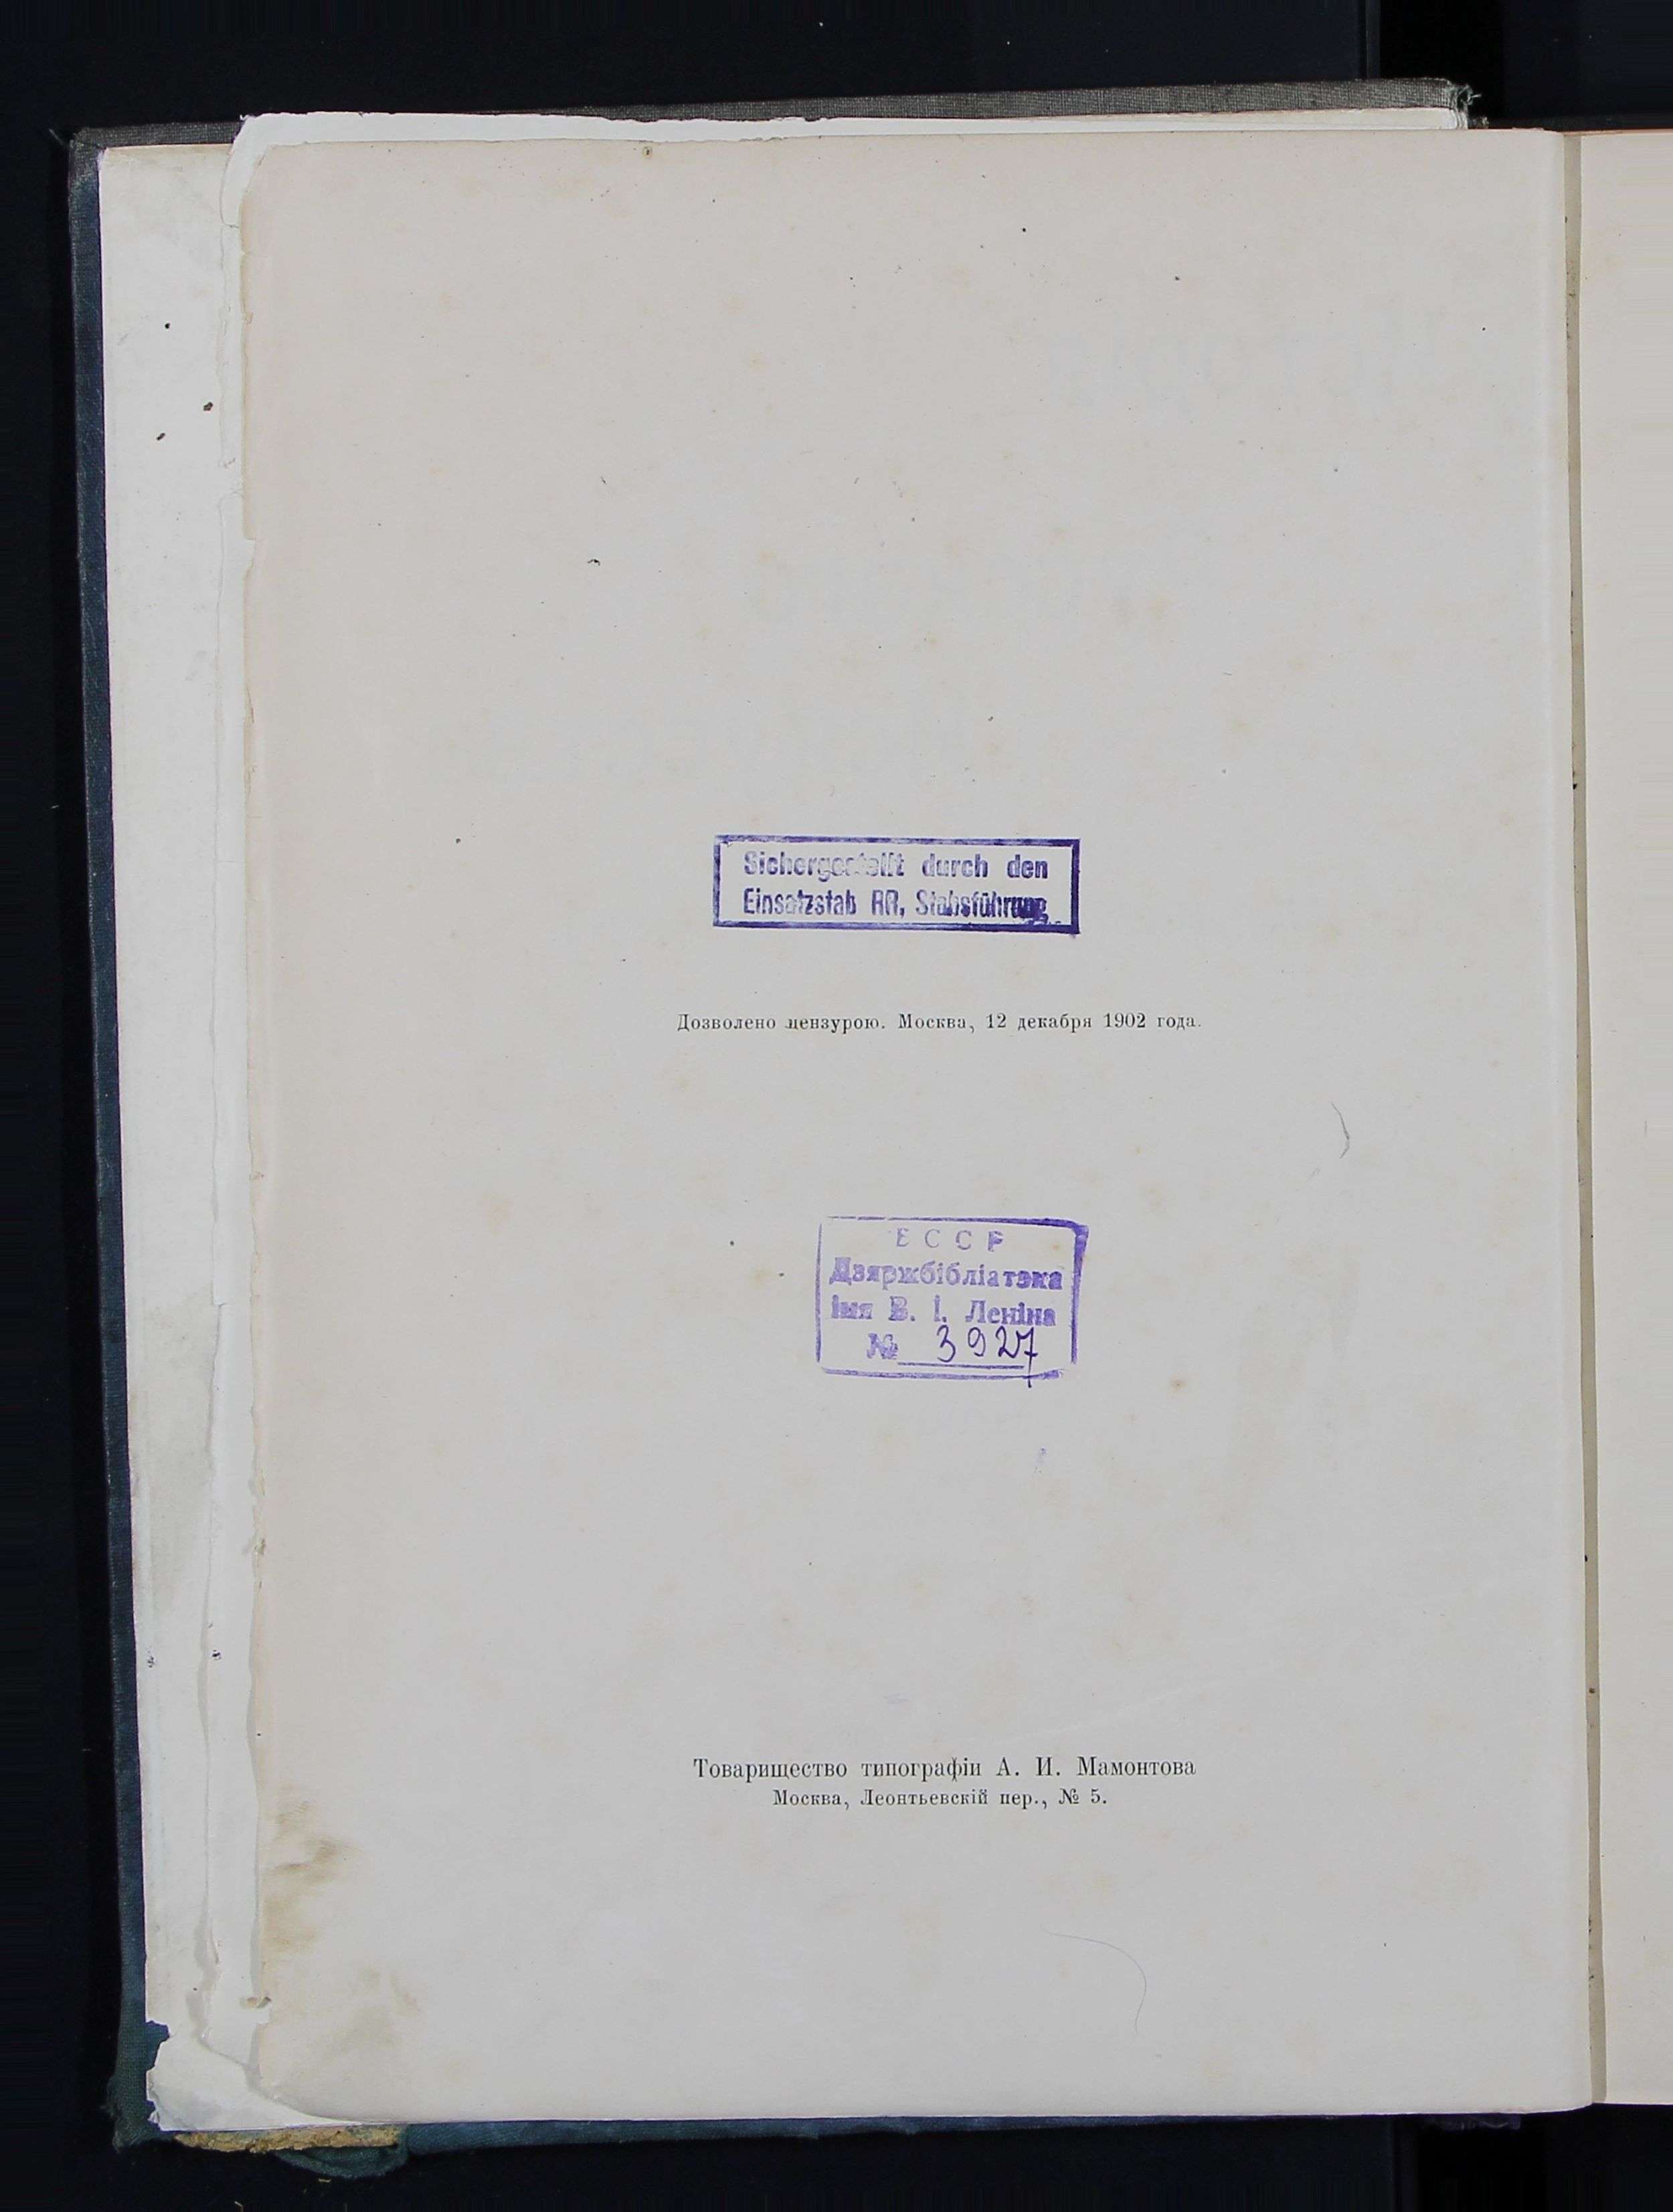 Sichergestellt durch den
Einsatzstab RR, Stabsführung
Дозволено цензурою. Москва, 12 декабря 1902 года.
БССР
Дзяржбібліатэка
імя В. І. Леніна
№ 3927
Товарищество типографіи А. И. Мамонтова
Москва, Леонтьевскій пер., № 5.